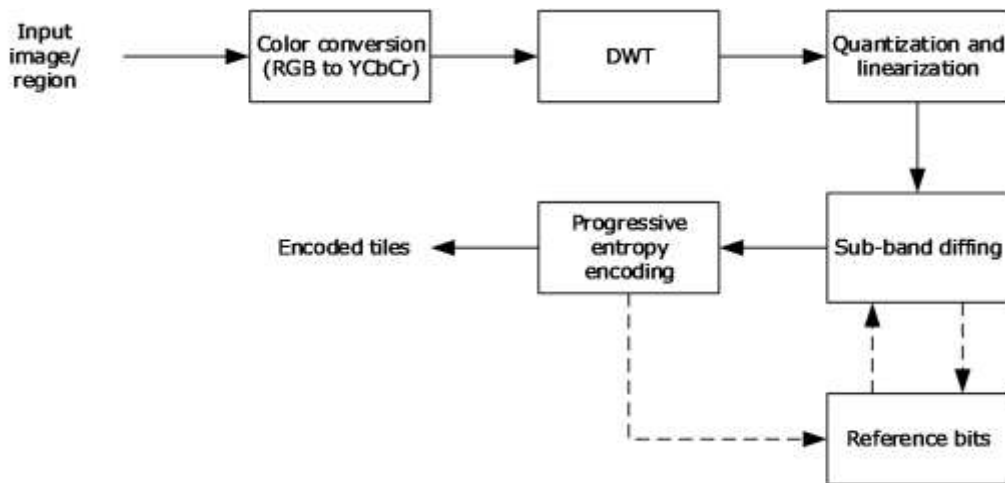 Input
image/
region
Color conversion
(RGB to YCbCr)
DWT
Quantization and
linearization
Encoded tiles
Progressive
entropy
encoding
Sub-band diffing
Reference bits